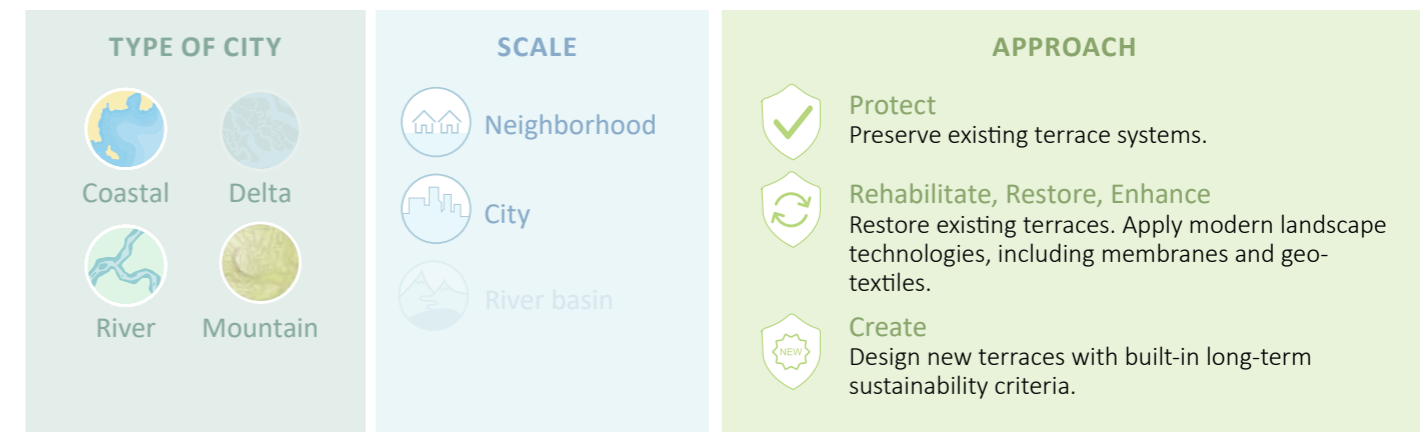 TYPE OF CITY
Coastal
Delta
River
Mountain
SCALE
Neighborhood
City
River basin
APPROACH
Protect
Preserve existing terrace systems.
Rehabilitate, Restore, Enhance
Restore existing terraces. Apply modern landscape
technologies, including membranes and geo-
textiles.
NEW
Create
Design new terraces with built-in long-term
sustainability criteria.